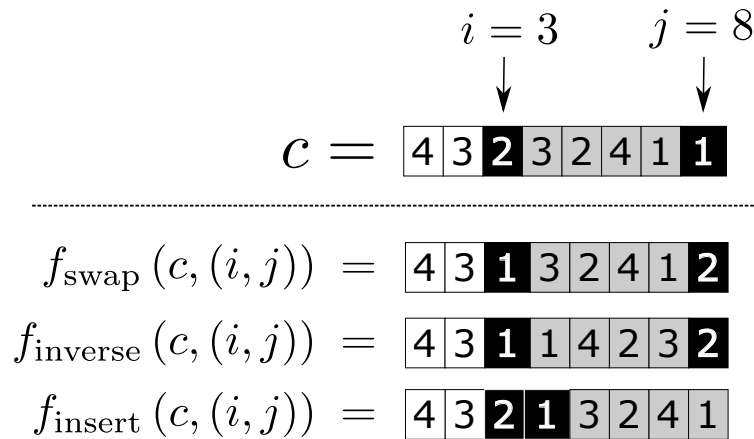 i = 3 j = 8
c = 4 3 2 3 2 4 1 1
f_swap (c, (i, j)) = 4 3 1 3 2 4 1 2
f_inverse (c, (i, j)) = 4 3 1 1 4 2 3 2
f_insert (c, (i, j)) = 4 3 2 1 3 2 4 1